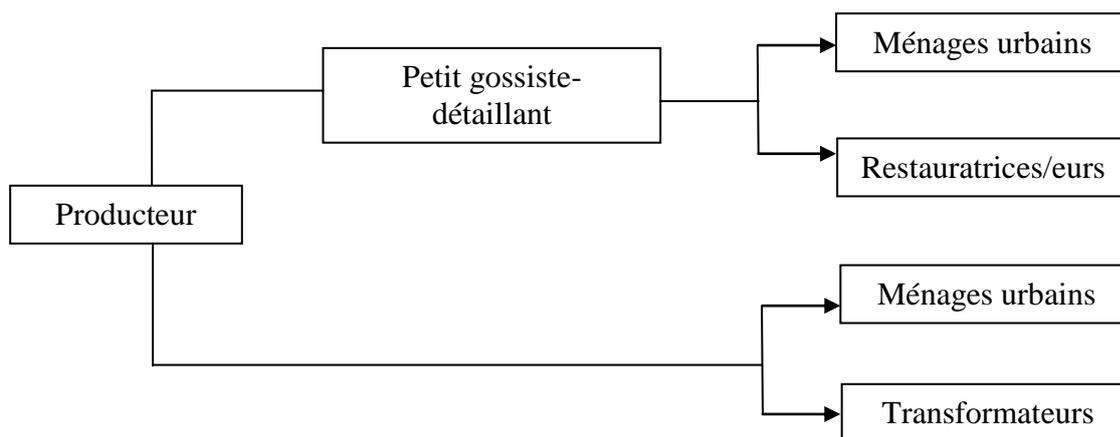 Ménages urbains
Petit gossiste-
détaillant
Restauratrices/eurs
Producteur
Ménages urbains
Transformateurs